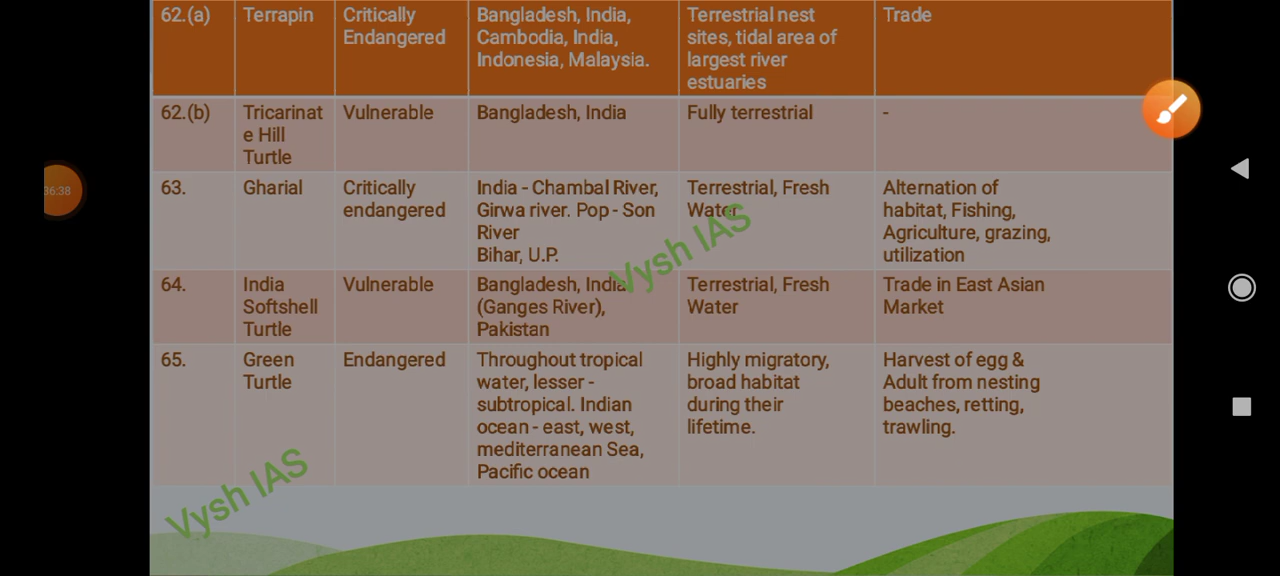 62.(a) Terrapin Critically Bangladesh, India, Terrestrial nest Trade
Endangered Cambodia, India, sites, tidal area of
Indonesia, Malaysia. largest river
estuaries
62.(b) Tricarinat Vulnerable Bangladesh, India Fully terrestrial -
e Hill
Turtle
36:38
63. Gharial Critically India - Chambal River, Terrestrial, Fresh Alternation of
endangered Girwa river. Pop - Son Water habitat, Fishing,
River Agriculture, grazing,
Bihar, U.P. utilization
Vysh IAS
64. India Vulnerable Bangladesh, India Terrestrial, Fresh Trade in East Asian
Softshell (Ganges River), Water Market
Turtle Pakistan
65. Green Endangered Throughout tropical Highly migratory, Harvest of egg &
Turtle water, lesser - broad habitat Adult from nesting
subtropical. Indian during their beaches, retting,
ocean - east, west, lifetime. trawling.
mediterranean Sea,
Pacific ocean
Vysh IAS